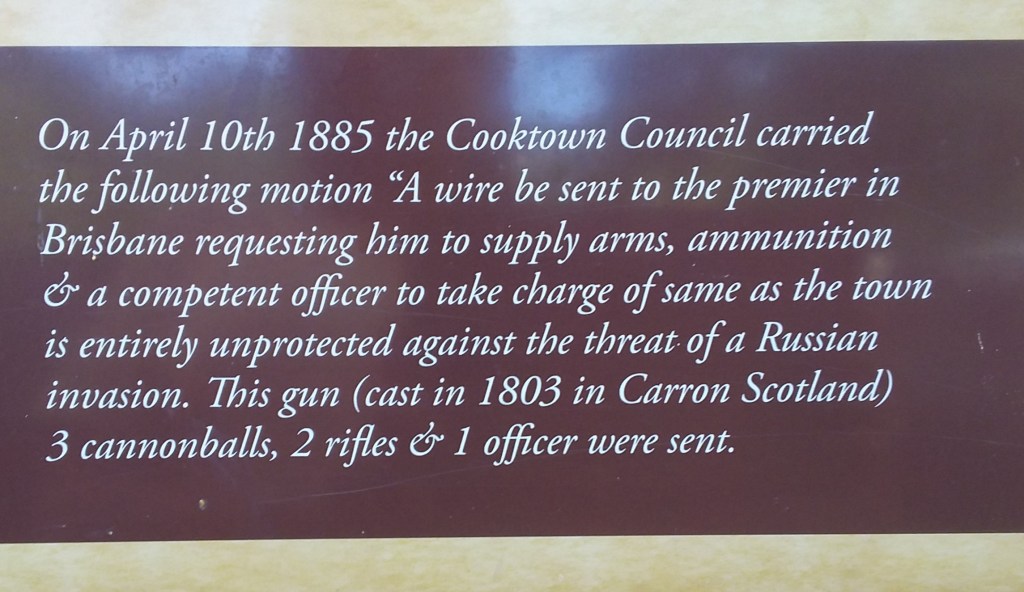 On April 10th 1885 the Cooktown Council carried
the following motion “A wire be sent to the premier in
Brisbane requesting him to supply arms, ammunition
& a competent officer to take charge of same as the town
is entirely unprotected against the threat of a Russian
invasion. This gun (cast in 1803 in Carron Scotland)
3 cannonballs, 2 rifles & 1 officer were sent.